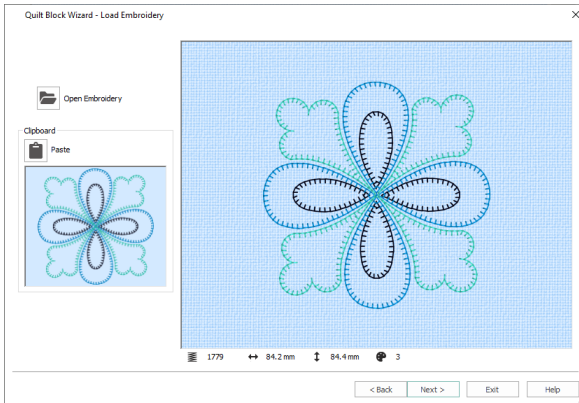 Quilt Block Wizard - Load Embroidery
Open Embroidery
Clipboard
Paste
1779 84.2 mm 84.4 mm 3
< Back Next > Exit Help